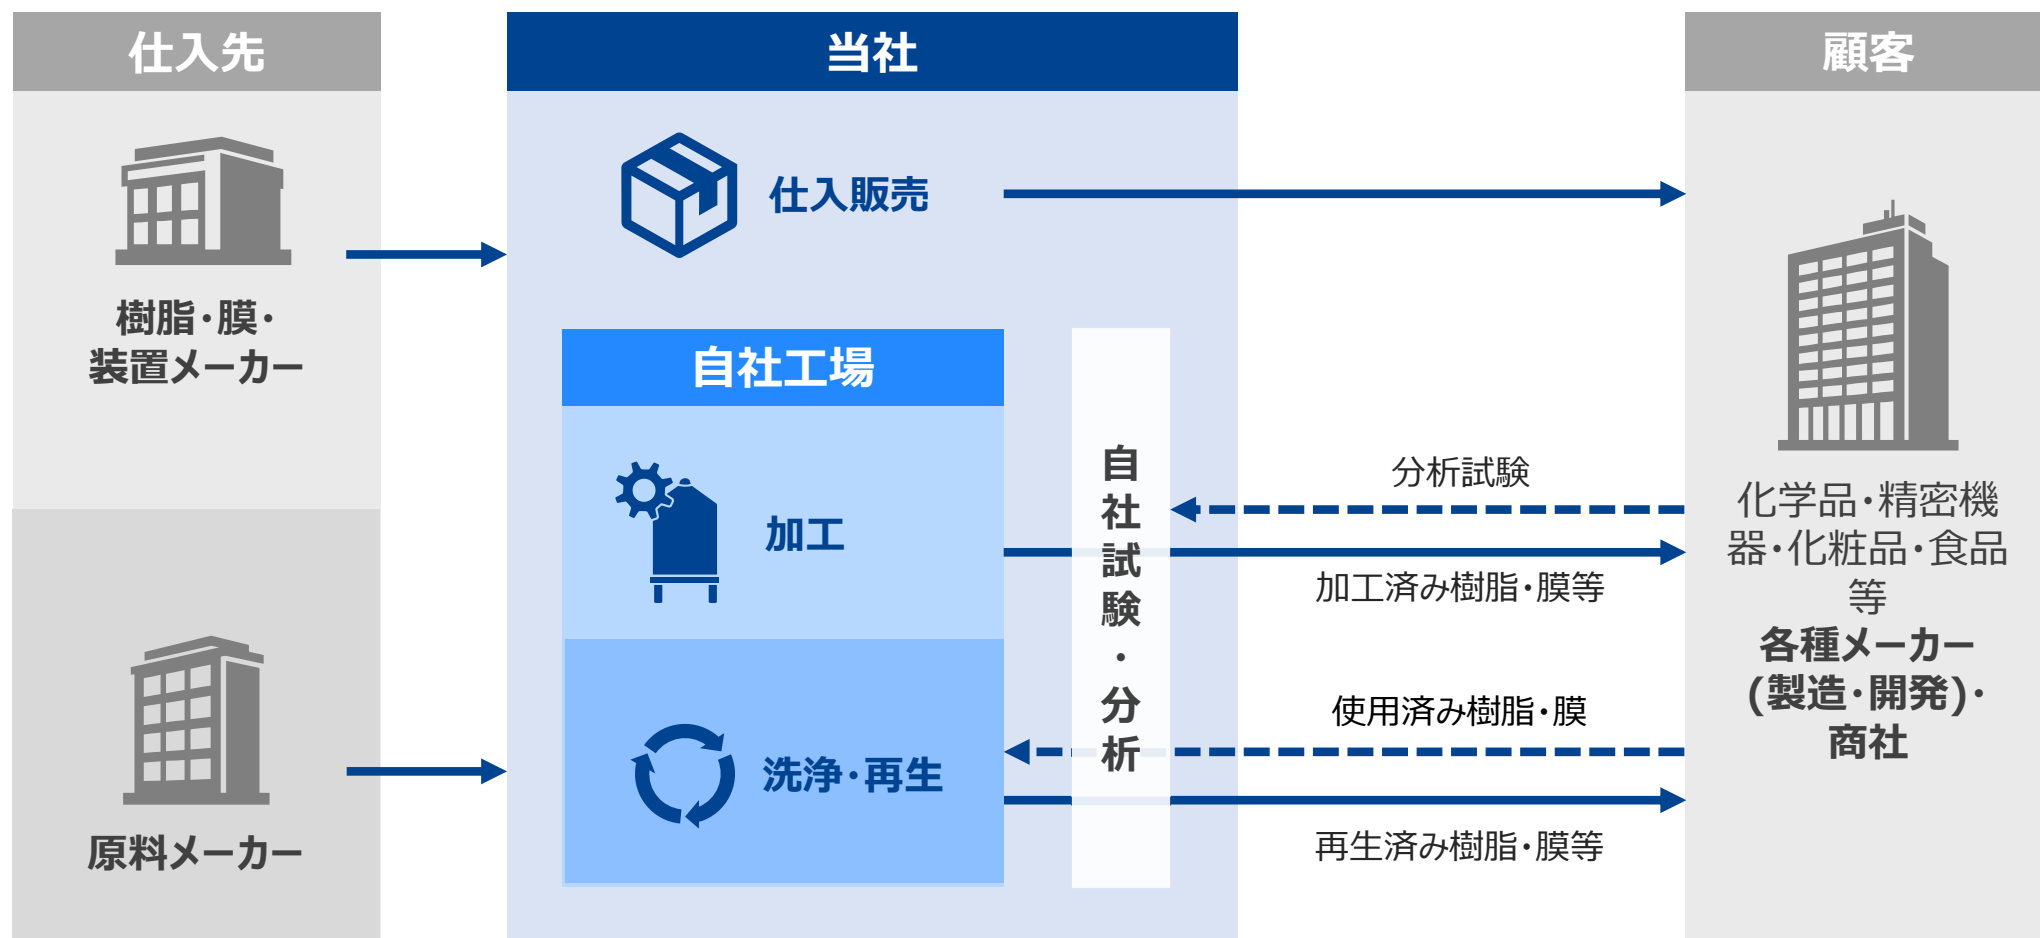 仕入先
樹脂・膜・
装置メーカー
原料メーカー
当社
仕入販売
自社工場
加工
洗浄・再生
自社試験・分析
分析試験
加工済み樹脂・膜等
使用済み樹脂・膜
再生済み樹脂・膜等
顧客
化学品・精密機
器・化粧品・食品
等
各種メーカー
(製造・開発)・
商社